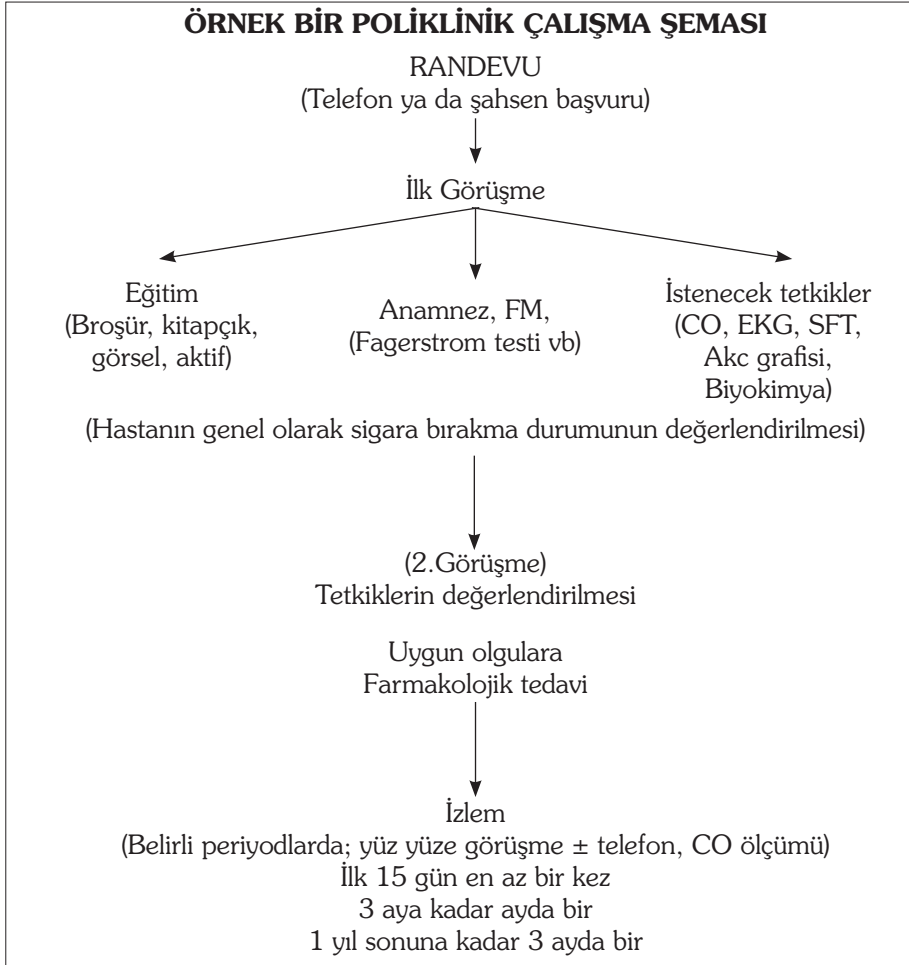 ÖRNEK BİR POLİKLİNİK ÇALIŞMA ŞEMASI
RANDEVU
(Telefon ya da şahsen başvuru)
İlk Görüşme
Eğitim
(Broşür, kitapçık,
görsel, aktif)
Anamnez, FM,
(Fagerstrom testi vb)
İstenecek tetkikler
(CO, EKG, SFT,
Akc grafisi,
Biyokimya)
(Hastanın genel olarak sigara bırakma durumunun değerlendirilmesi)
(2.Görüşme)
Tetkiklerin değerlendirilmesi
Uygun olgulara
Farmakolojik tedavi
İzlem
(Belirli periyodlarda; yüz yüze görüşme ± telefon, CO ölçümü)
İlk 15 gün en az bir kez
3 aya kadar ayda bir
1 yıl sonuna kadar 3 ayda bir